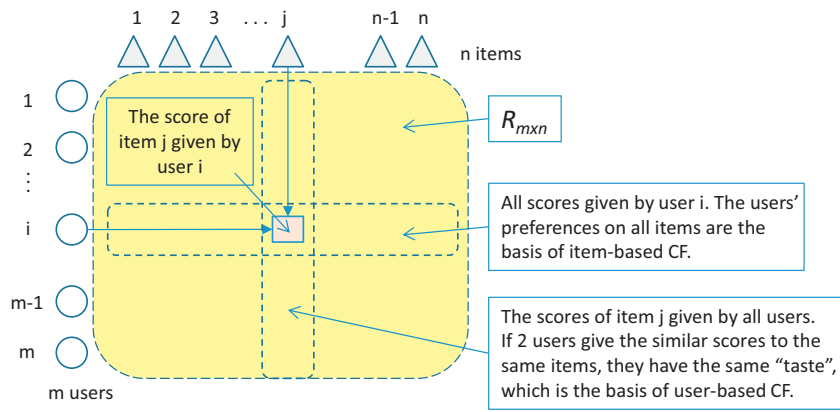 1 2 3 ... j n-1 n
n items
1
2
⋮
i
m-1
m
m users
The score of
item j given by
user i
Rmxn
All scores given by user i. The users'
preferences on all items are the
basis of item-based CF.
The scores of item j given by all users.
If 2 users give the similar scores to the
same items, they have the same “taste”,
which is the basis of user-based CF.